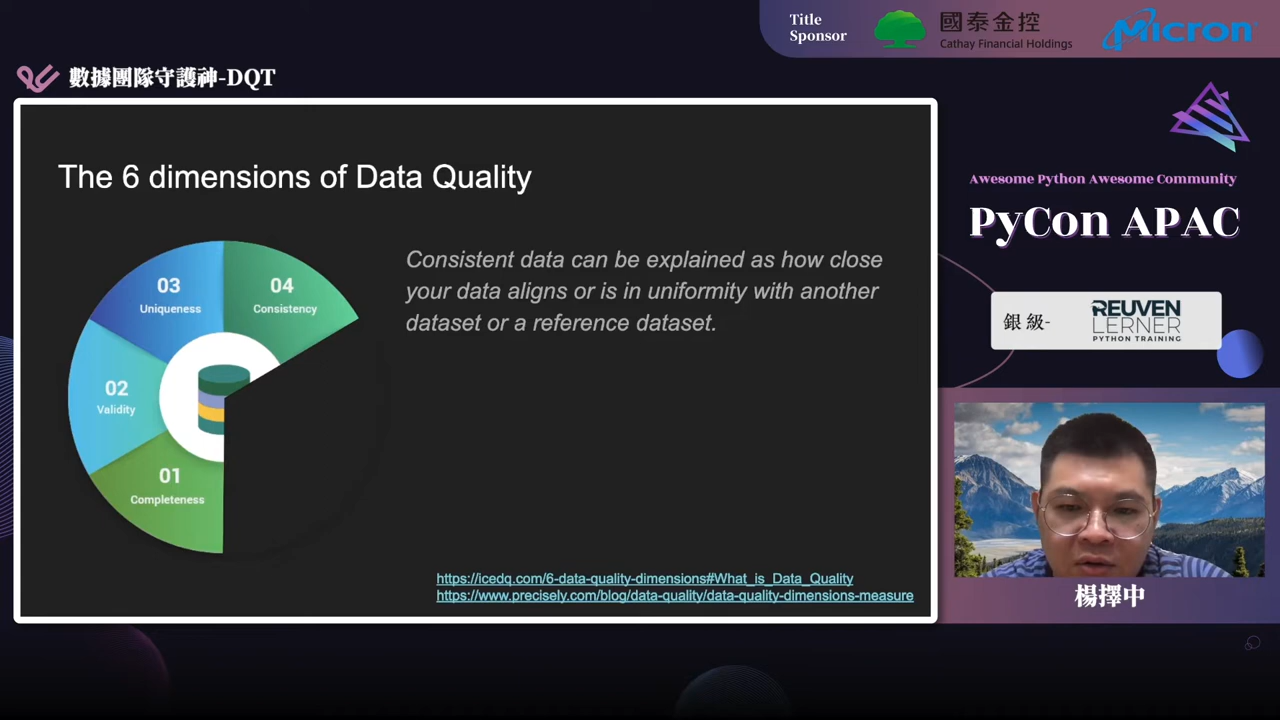 Title
Sponsor
國泰金控
Cathay Financial Holdings
Micron
數據團隊守護神-DQT
The 6 dimensions of Data Quality
03
Uniqueness
04
Consistency
02
Validity
01
Completeness
Consistent data can be explained as how close
your data aligns or is in uniformity with another
dataset or a reference dataset.
https://icedq.com/6-data-quality-dimensions#What_is_Data_Quality
https://www.precisely.com/blog/data-quality/data-quality-dimensions-measure
Awesome Python Awesome Community
PyCon APAC
銀級-
REUVEN
LERNER
PYTHON TRAINING
楊擇中